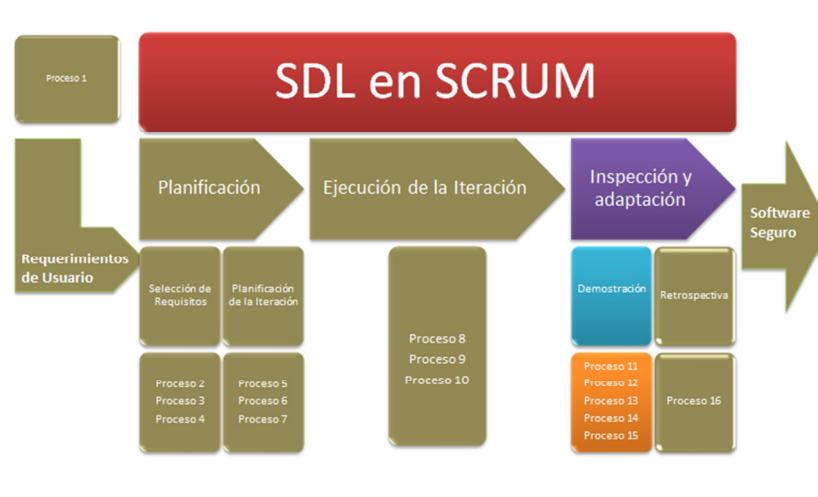 Proceso 1
SDL en SCRUM
Requerimientos
de Usuario
Planificación
Ejecución de la Iteración
Inspección y
adaptación
Software
Seguro
Selección de
Requisitos
Planificación
de la Iteración
Demostración
Retrospectiva
Proceso 2
Proceso 3
Proceso 4
Proceso 5
Proceso 6
Proceso 7
Proceso 8
Proceso 9
Proceso 10
Proceso 11
Proceso 12
Proceso 13
Proceso 14
Proceso 15
Proceso 16